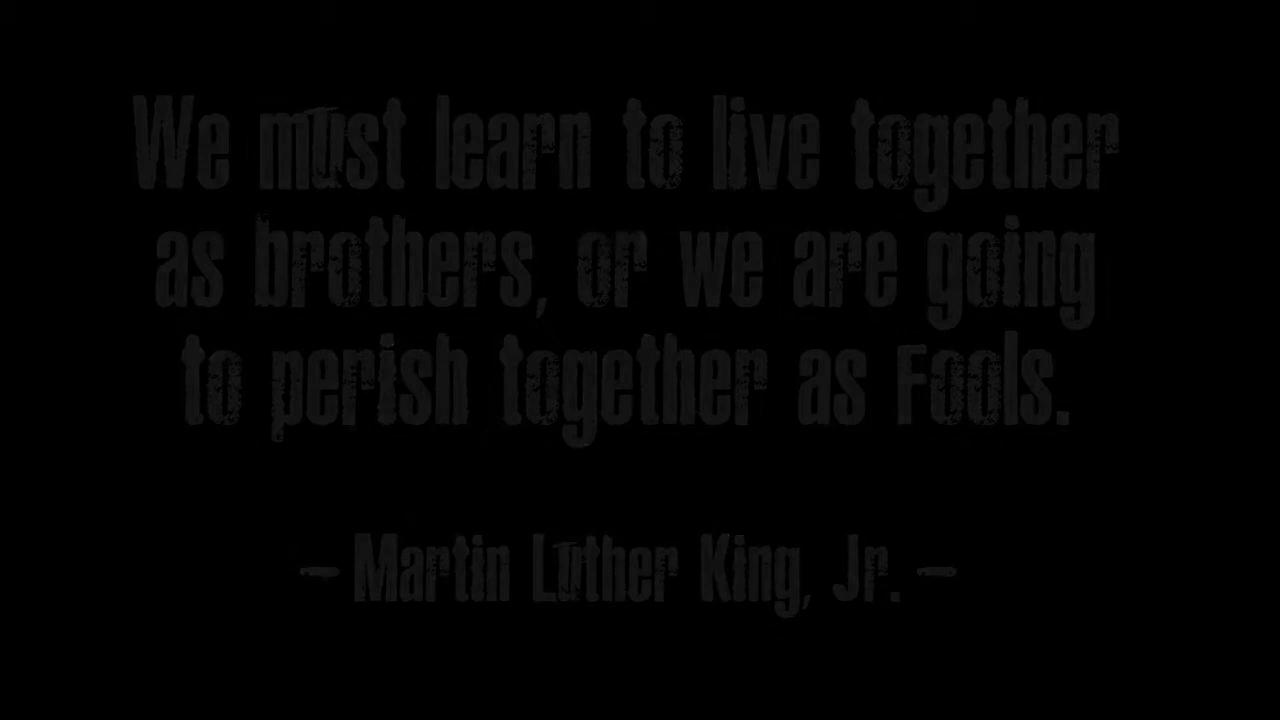 We must learn to live together
as brothers, or we are going
to perish together as Fools.
– Martin Luther King, Jr. –